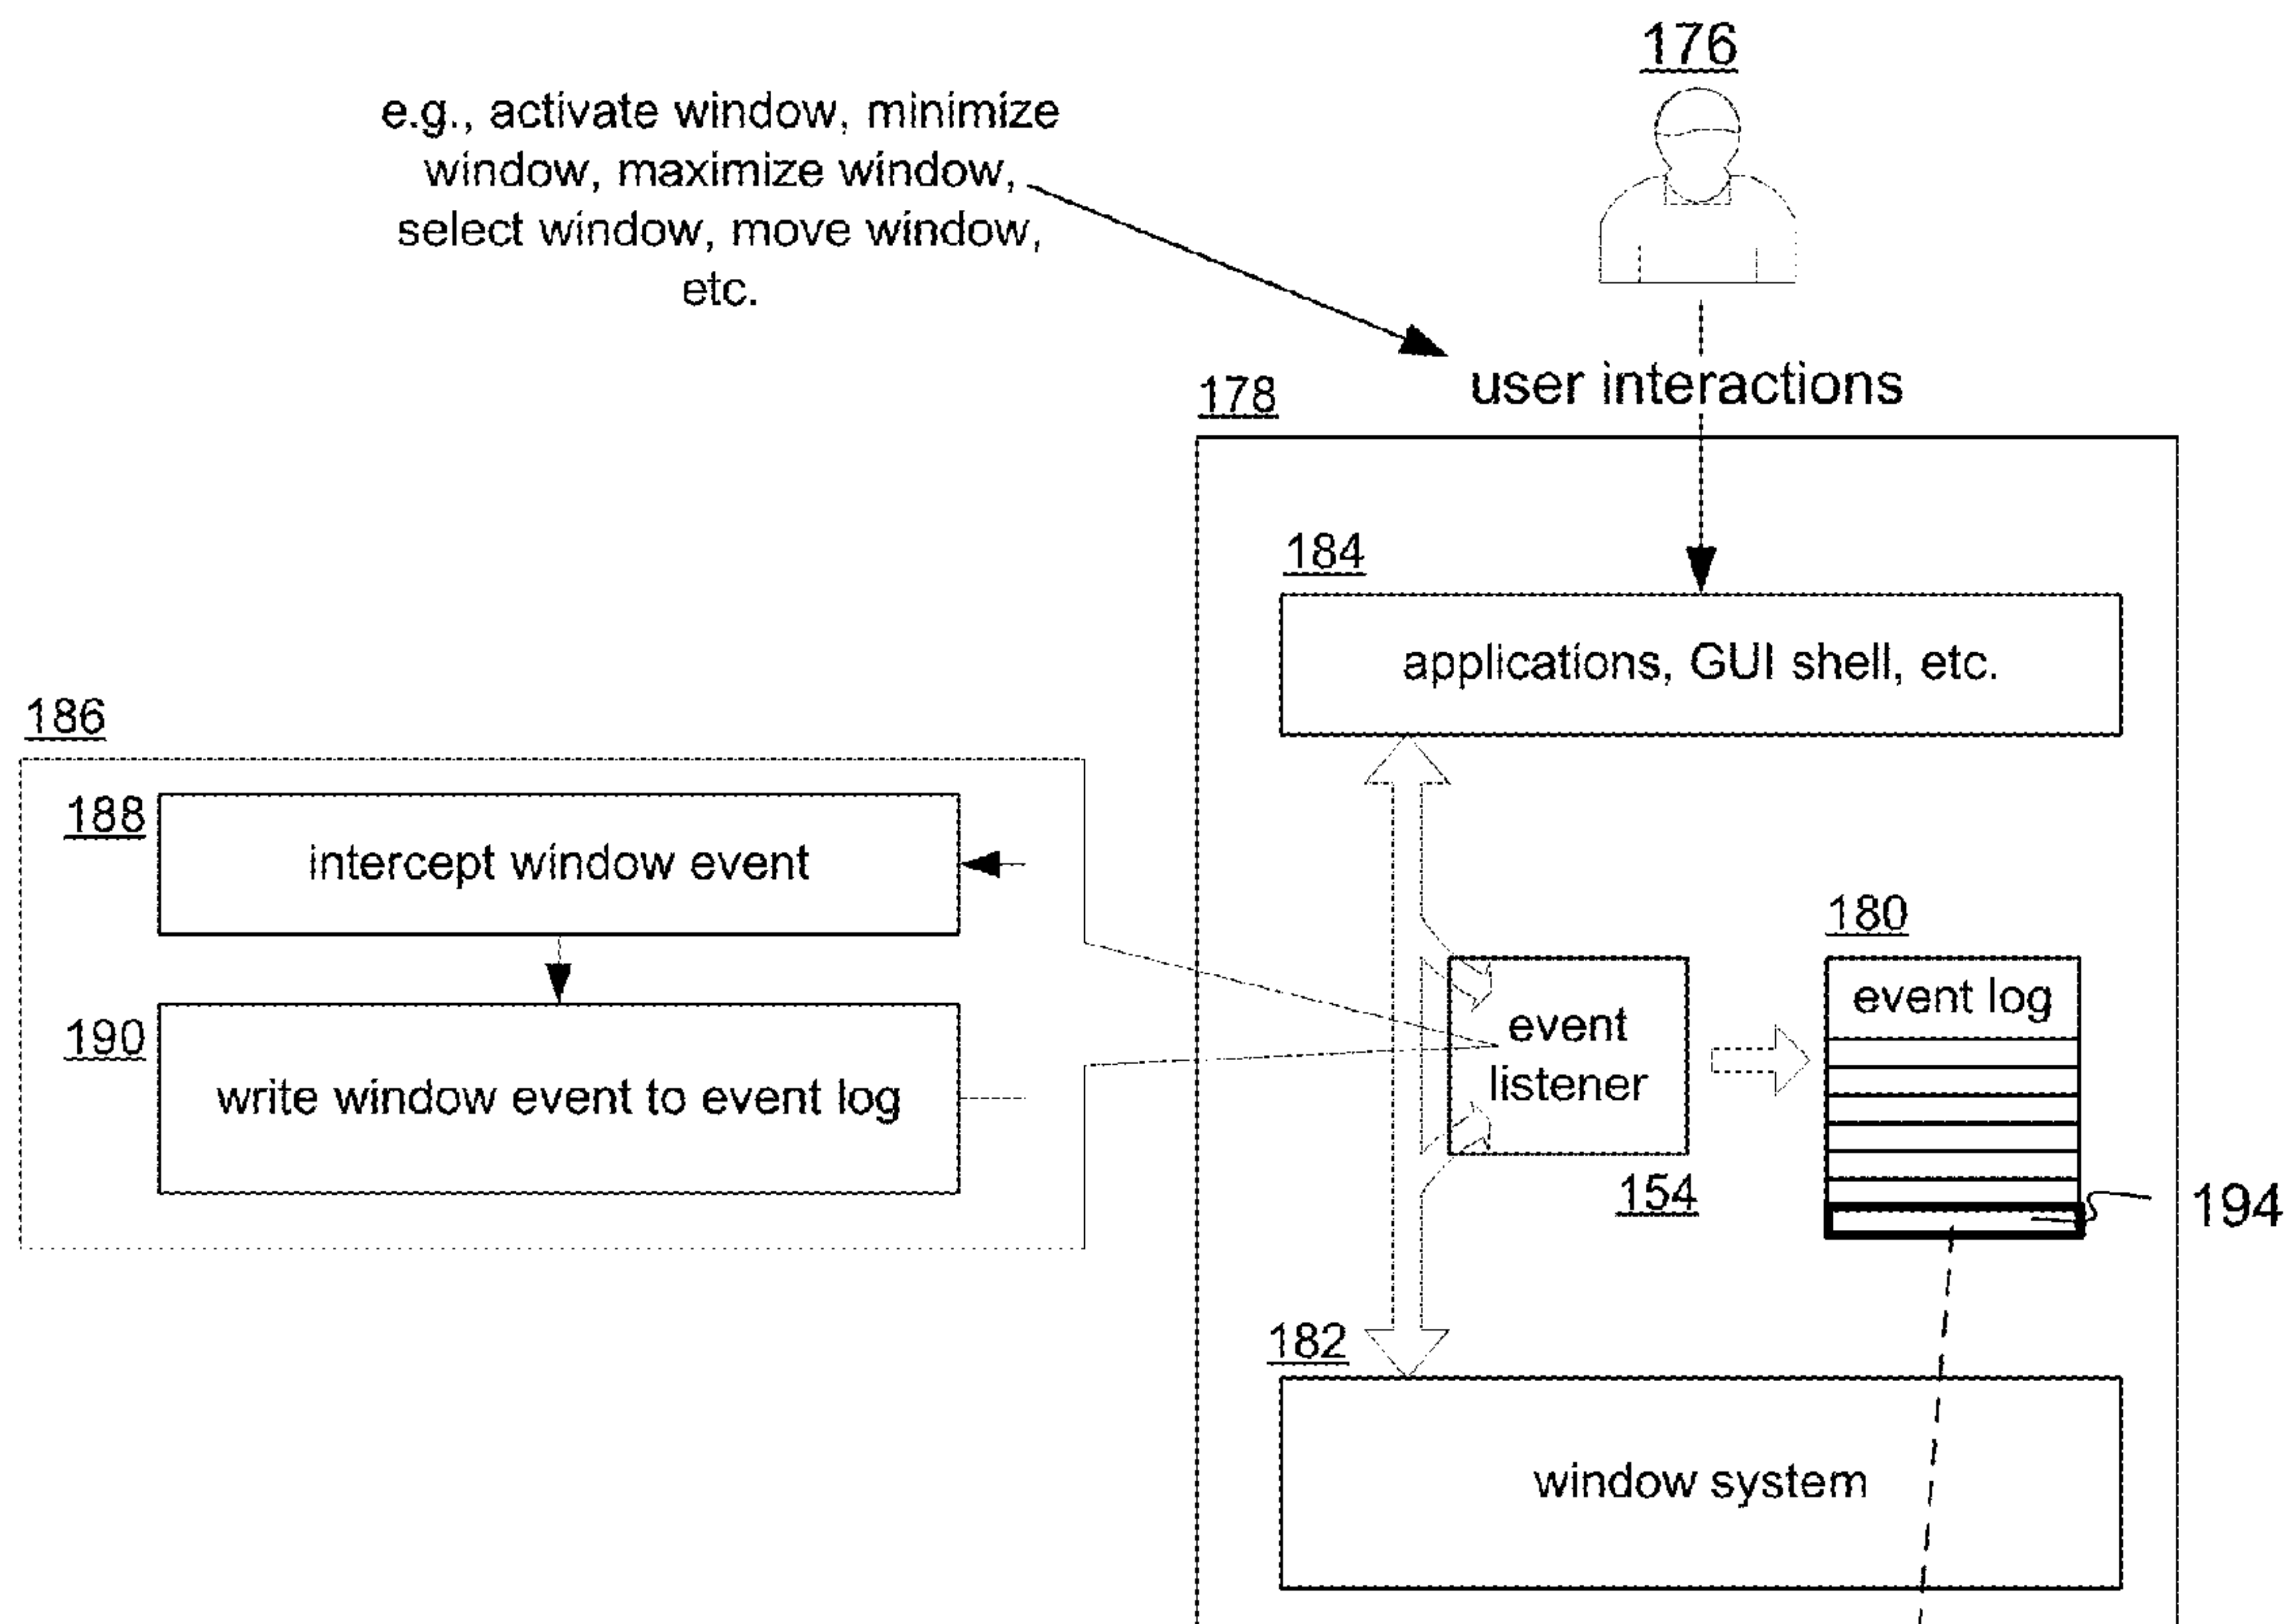 176
e.g., activate window, minimize
window, maximize window,
select window, move window,
etc.
user interactions
178
184
applications, GUI shell, etc.
186
188
intercept window event
180
event log
190
write window event to event log
event
listener
154
194
182
window system